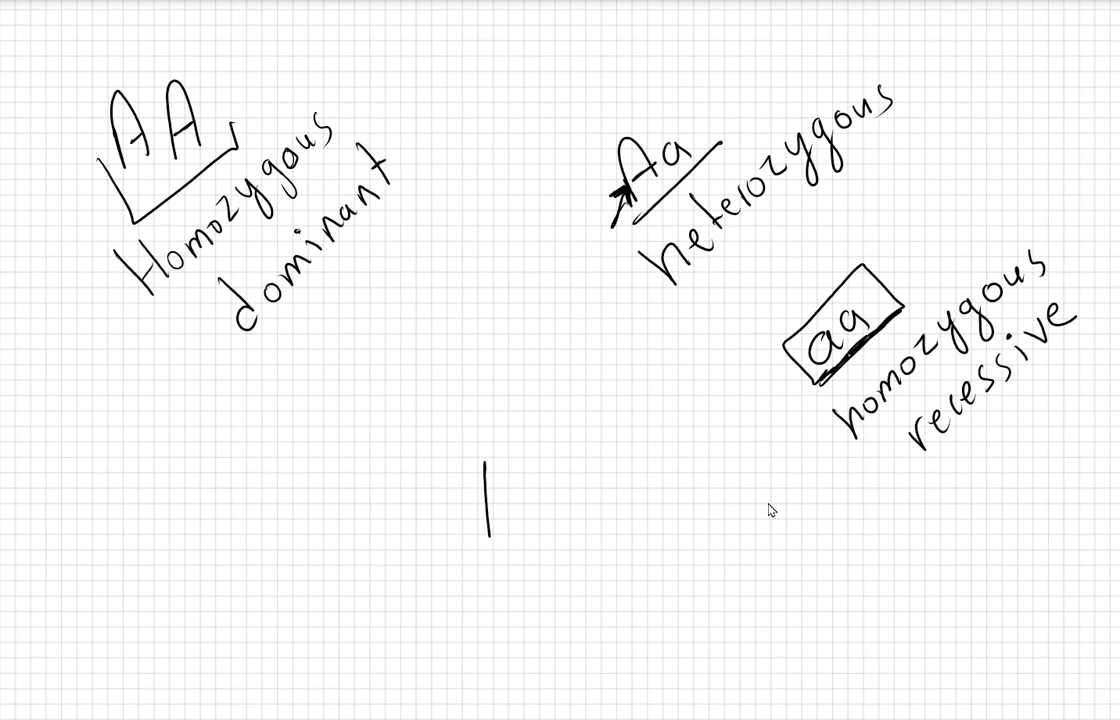 AA
Homozygous
dominant
Aa
heterozygous
aa
homozygous
recessive